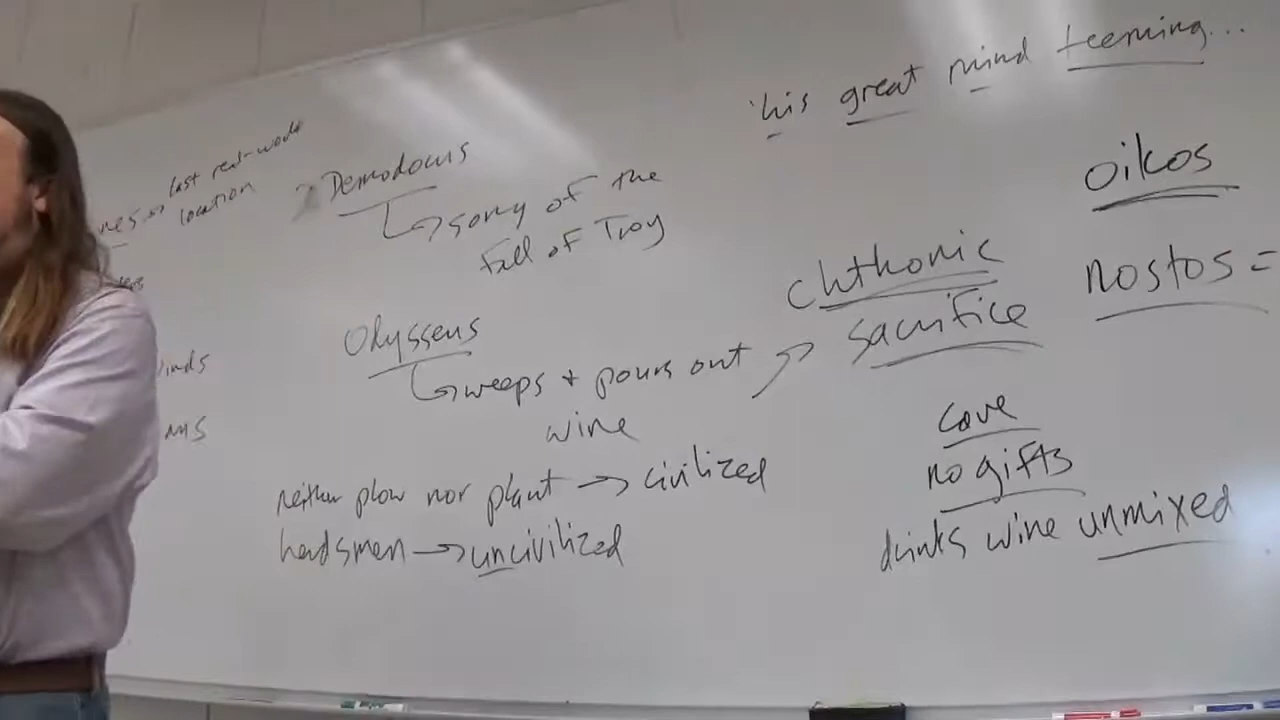 'his great mind teeming...
last real-world
location
Demodocus
song of the
fall of Troy
Odysseus
weeps + pours out
wine
neither plow nor plant → civilized
herdsmen → uncivilized
oikos
nostos =
chthonic
sacrifice
cave
no gifts
drinks wine unmixed